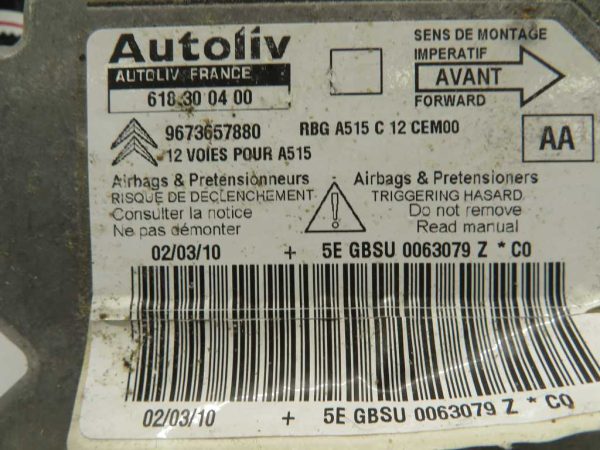 Autoliv
AUTOLIV FRANCE
618 30 04 00
SENS DE MONTAGE
IMPERATIF
AVANT
FORWARD
9673657880 RBG A515 C 12 CEM00
12 VOIES POUR A515
AA
Airbags & Pretensionneurs
RISQUE DE DECLENCHEMENT
Consulter la notice
Ne pas démonter
Airbags & Pretensioners
TRIGGERING HASARD
Do not remove
Read manual
02/03/10 + 5E GBSU 0063079 Z * C0
02/03/10 + 5E GBSU 0063079 Z * C0